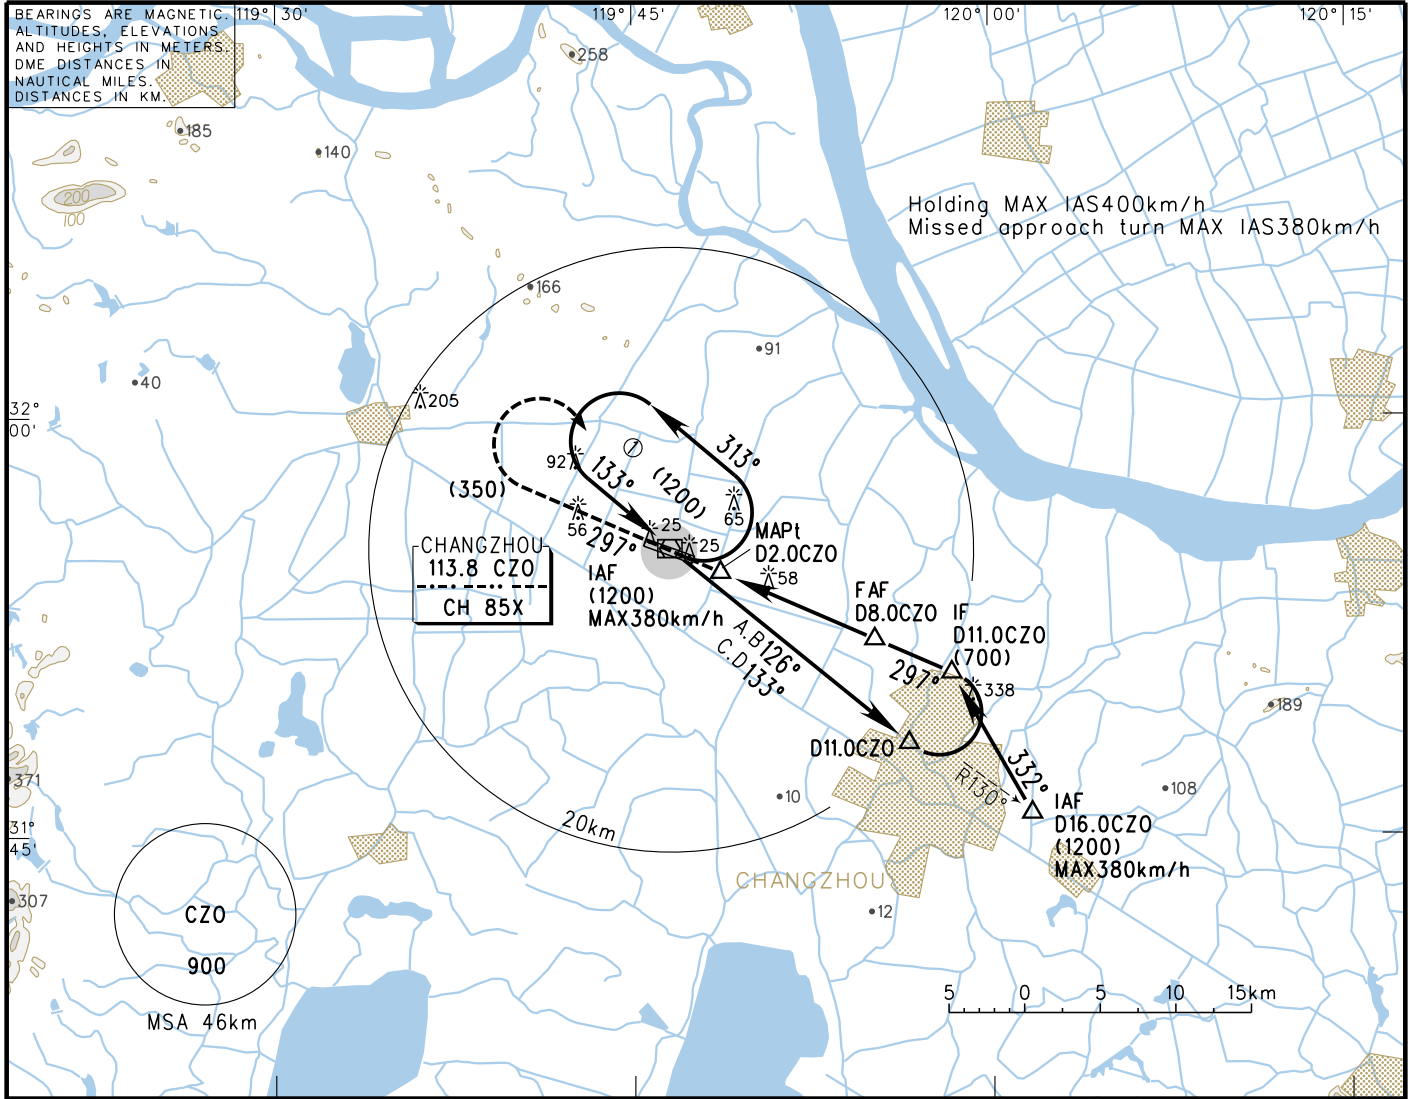 BEARINGS ARE MAGNETIC.
ALTITUDES, ELEVATIONS
AND HEIGHTS IN METERS.
DME DISTANCES IN
NAUTICAL MILES.
DISTANCES IN KM.
119° 30'
119° 45'
120° 00'
120° 15'
258
185
140
200
100
Holding MAX IAS400km/h
Missed approach turn MAX IAS380km/h
166
91
40
205
32°
00'
313°
1
92
133°
(1200)
(350)
65
56
297°
25
25
MAPt
D2.0CZO
58
CHANGZHOU
113.8 CZO
CH 85X
IAF
(1200)
MAX380km/h
FAF
D8.0CZO
IF
D11.0CZO
(700)
A.B126°
C.D133°
297°
338
189
D11.0CZO
332°
R130°
371
10
108
IAF
D16.0CZO
(1200)
MAX380km/h
20km
31°
45'
CHANGZHOU
307
12
CZO
900
MSA 46km
5 0 5 10 15km